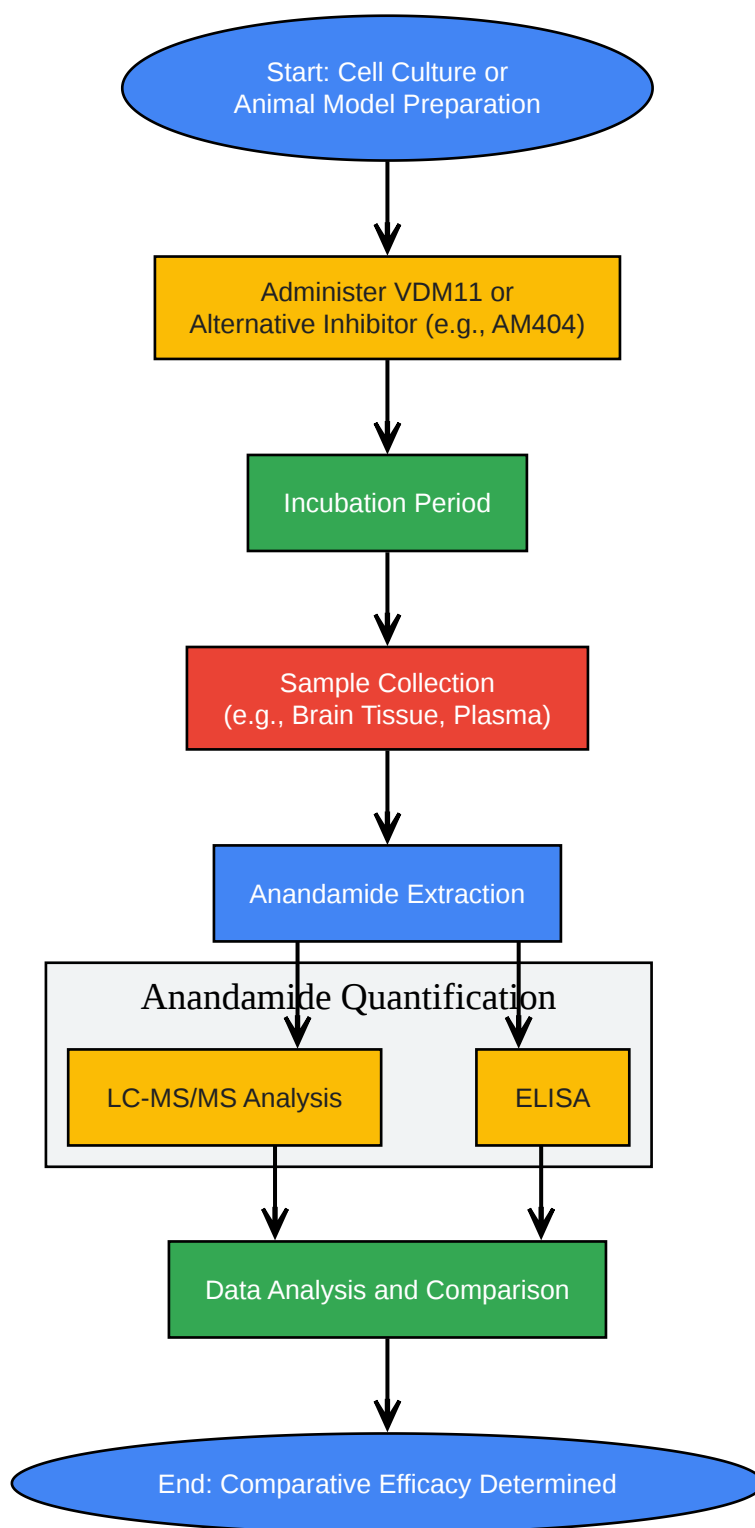 Start: Cell Culture or
Animal Model Preparation
Administer VDM11 or
Alternative Inhibitor (e.g., AM404)
Incubation Period
Sample Collection
(e.g., Brain Tissue, Plasma)
Anandamide Extraction
Anandamide Quantification
LC-MS/MS Analysis
ELISA
Data Analysis and Comparison
End: Comparative Efficacy Determined